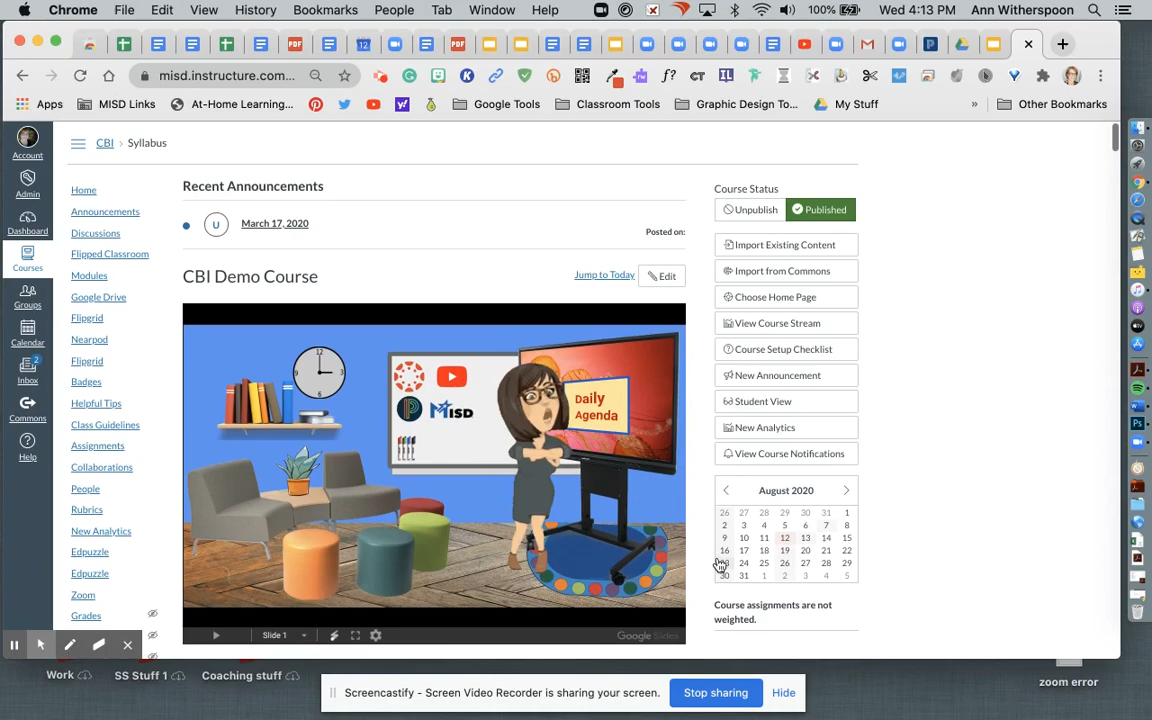 Chrome File Edit View History Bookmarks People Tab Window Help 100% Wed 4:13 PM Ann Witherspoon
misd.instructure.com...
Apps MISD Links At-Home Learning... Google Tools Classroom Tools Graphic Design To... My Stuff » Other Bookmarks
CBI > Syllabus
Account
Admin
Dashboard
Courses
Groups
Calendar
2
Inbox
Commons
Help
Home
Announcements
Discussions
Flipped Classroom
Modules
Google Drive
Flipgrid
Nearpod
Flipgrid
Badges
Helpful Tips
Class Guidelines
Assignments
Collaborations
People
Rubrics
New Analytics
Edpuzzle
Edpuzzle
Zoom
Grades
Recent Announcements
U March 17, 2020
Posted on:
CBI Demo Course Jump to Today Edit
12
3
6
9
MISD
Daily
Agenda
Slide 1 Google Slides
Course Status
Unpublish Published
Import Existing Content
Import from Commons
Choose Home Page
View Course Stream
Course Setup Checklist
New Announcement
Student View
New Analytics
View Course Notifications
August 2020
26 27 28 29 30 31 1
2 3 4 5 6 7 8
9 10 11 12 13 14 15
16 17 18 19 20 21 22
24 25 26 27 28 29
30 31 1 2 3 4 5
Course assignments are not
weighted.
Work SS Stuff 1 Coaching stuff zoom error
Screencastify - Screen Video Recorder is sharing your screen. Stop sharing Hide